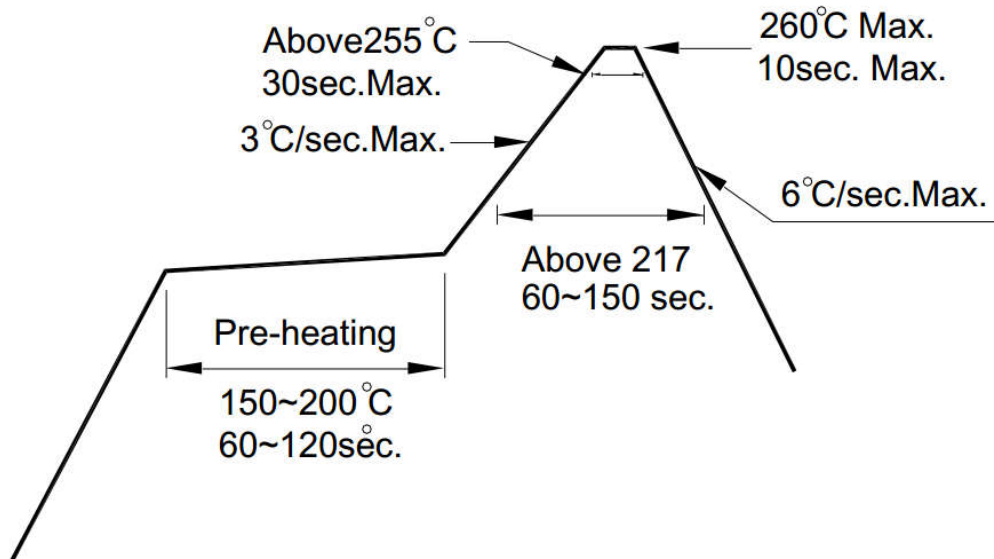 Above255°C
30sec.Max.
260°C Max.
10sec. Max.
3°C/sec.Max.
6°C/sec.Max.
Above 217
60~150 sec.
Pre-heating
150~200°C
60~120sec.